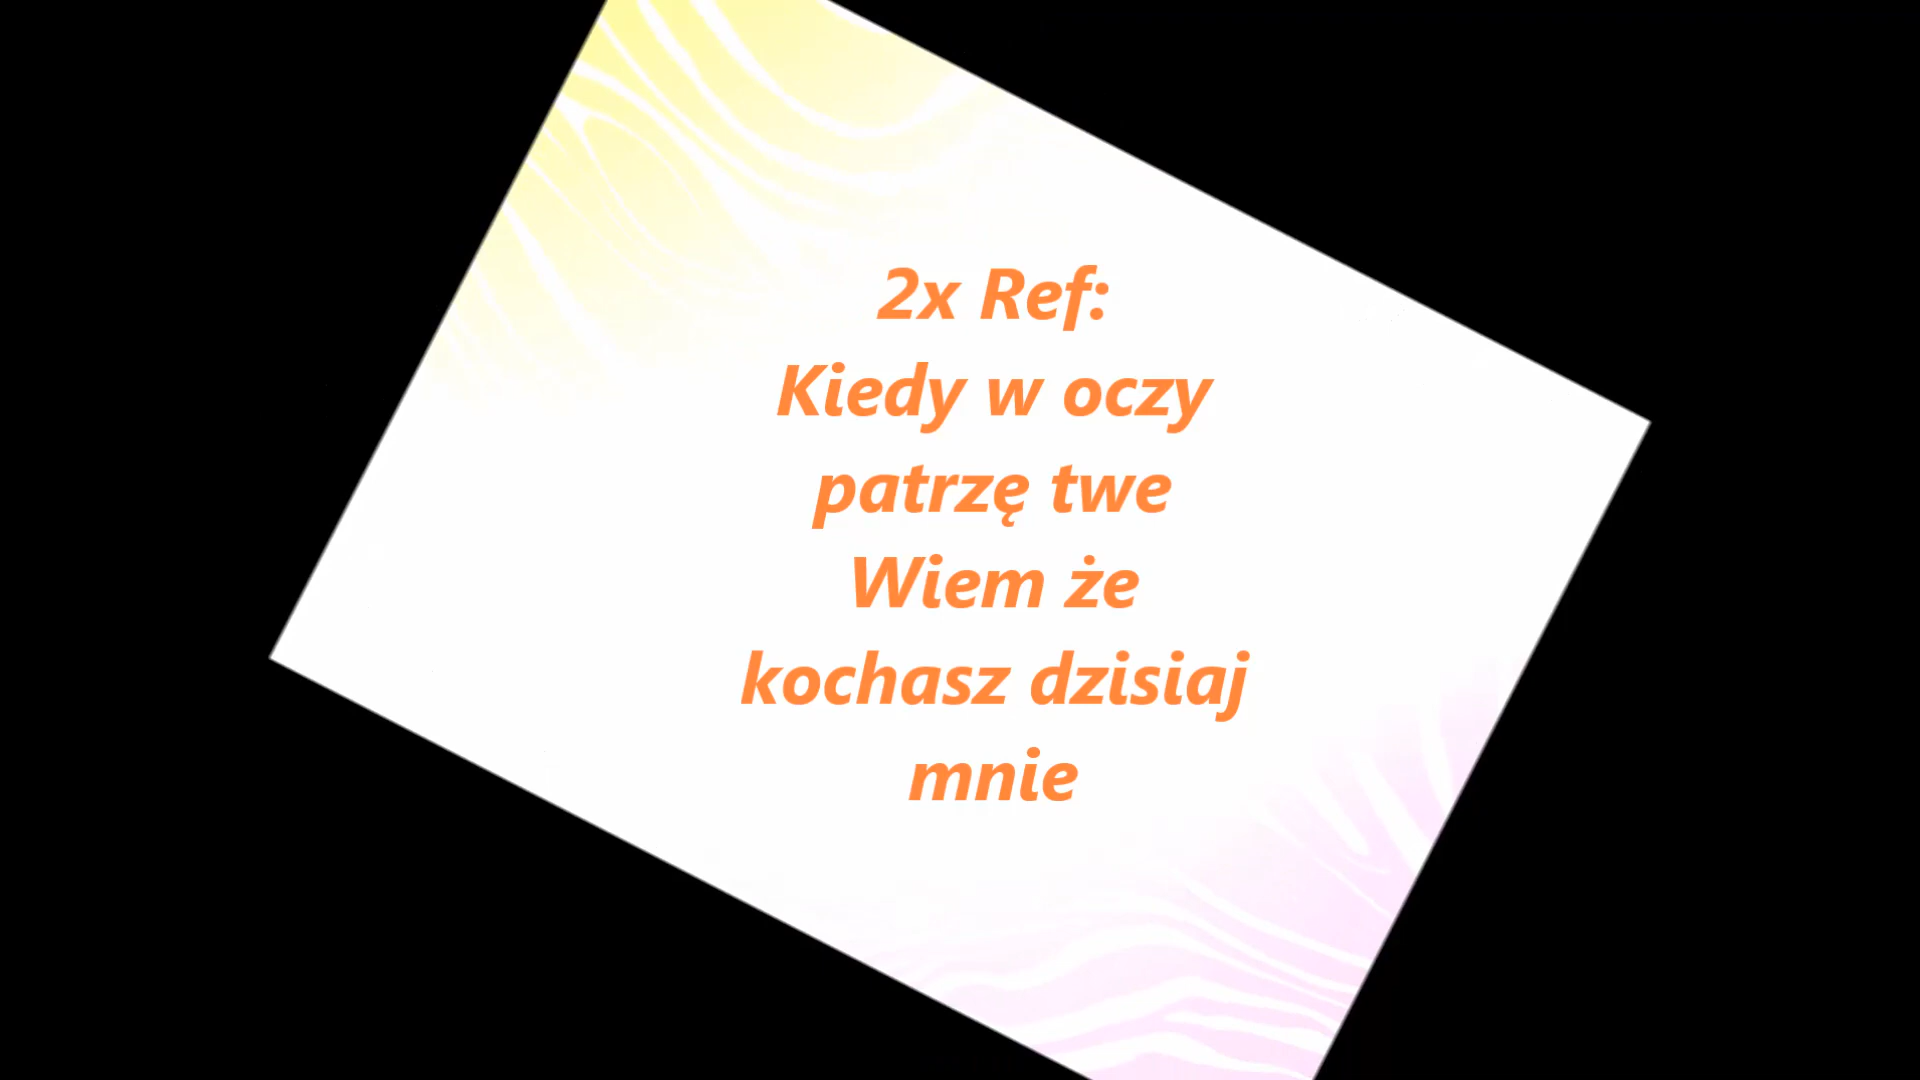 2x Ref:
Kiedy w oczy
patrzę twe
Wiem że
kochasz dzisiaj
mnie